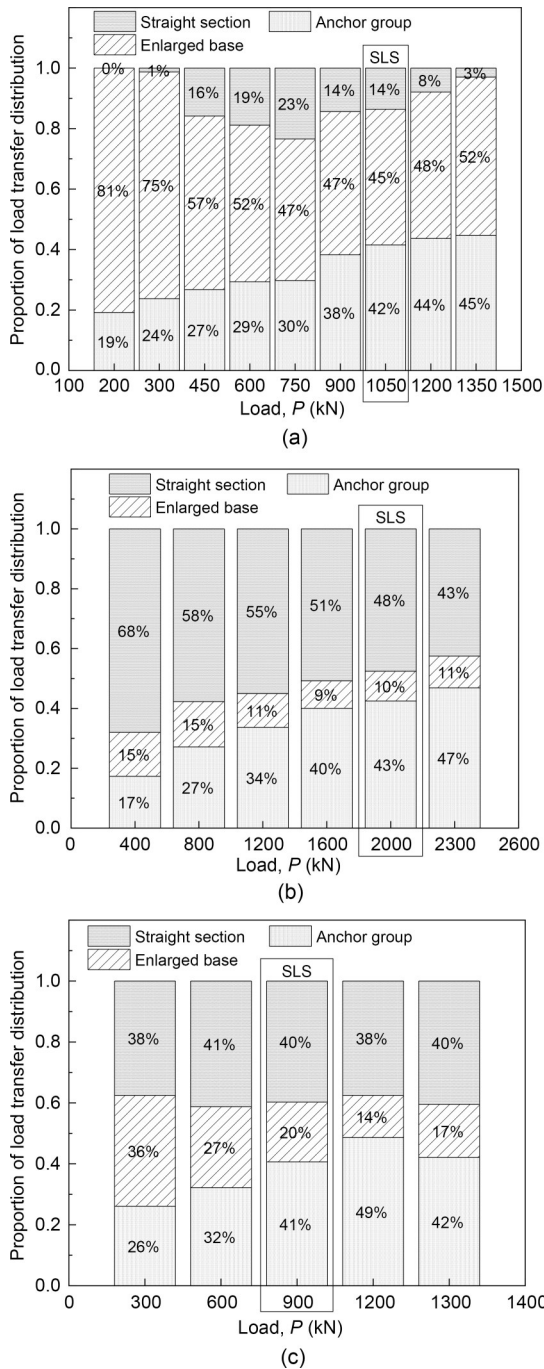 Straight section Anchor group
Enlarged base
SLS
Proportion of load transfer distribution
1.0
0.8
0.6
0.4
0.2
0.0
0% 1% 16% 19% 23% 14% 14% 8% 3%
81% 75% 57% 52% 47% 47% 45% 48% 52%
19% 24% 27% 29% 30% 38% 42% 44% 45%
100 200 300 450 600 750 900 1050 1200 1350 1500
Load, P (kN)
(a)
Straight section Anchor group
Enlarged base
SLS
Proportion of load transfer distribution
1.0
0.8
0.6
0.4
0.2
0.0
68% 58% 55% 51% 48% 43%
15% 15% 11% 9% 10% 11%
17% 27% 34% 40% 43% 47%
0 400 800 1200 1600 2000 2300 2600
Load, P (kN)
(b)
Straight section Anchor group
Enlarged base
SLS
Proportion of load transfer distribution
1.0
0.8
0.6
0.4
0.2
0.0
38% 41% 40% 38% 40%
36% 27% 20% 14% 17%
26% 32% 41% 49% 42%
0 300 600 900 1200 1300 1400
Load, P (kN)
(c)